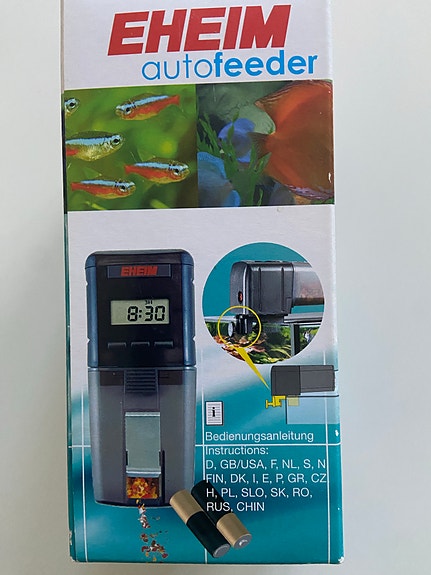 EHEIM
autofeeder
EHEIM
8:30
i
Bedienungsanleitung
Instructions:
D, GB/USA, F, NL, S, N
FIN, DK, I, E, P, GR, CZ
H, PL, SLO, SK, RO,
RUS, CHIN